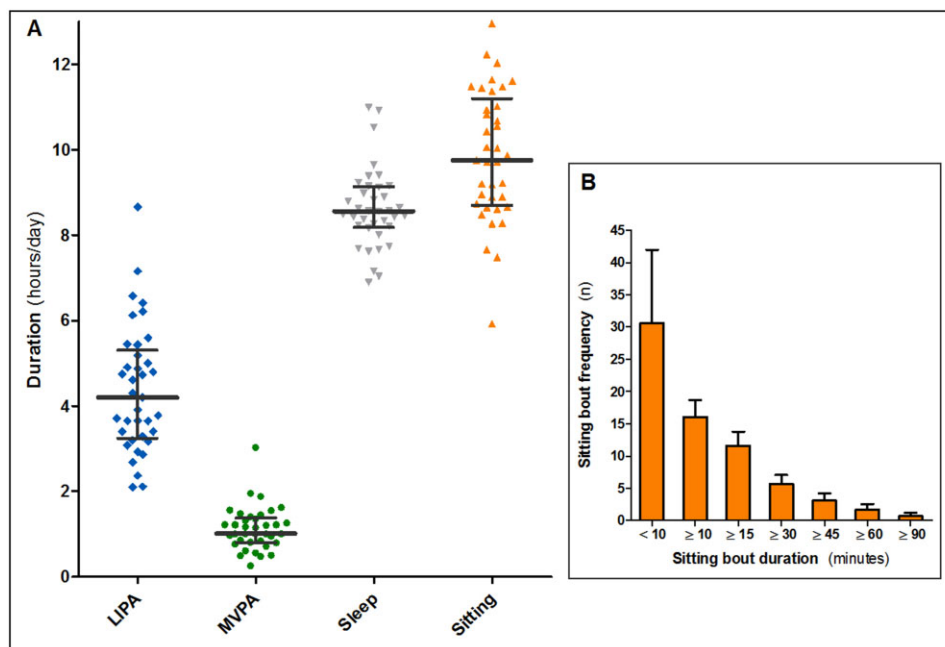 A
Duration (hours/day)
12
10
8
6
4
2
0
LIPA
MVPA
Sleep
Sitting
B
Sitting bout frequency (n)
45
40
35
30
25
20
15
10
5
0
< 10
≥ 10
≥ 15
≥ 30
≥ 45
≥ 60
≥ 90
Sitting bout duration (minutes)